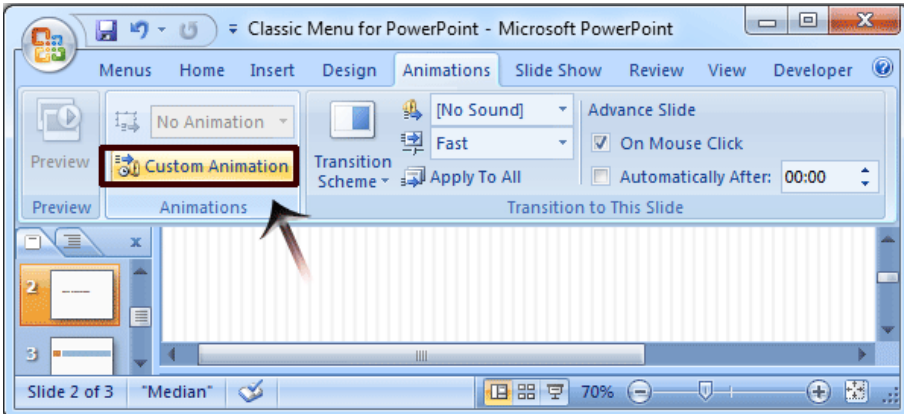 Classic Menu for PowerPoint - Microsoft PowerPoint
Menus Home Insert Design Animations Slide Show Review View Developer
No Animation [No Sound] Advance Slide
Fast On Mouse Click
Preview Custom Animation Transition Scheme Apply To All Automatically After: 00:00
Preview Animations Transition to This Slide
2
3
Slide 2 of 3 "Median" 70%